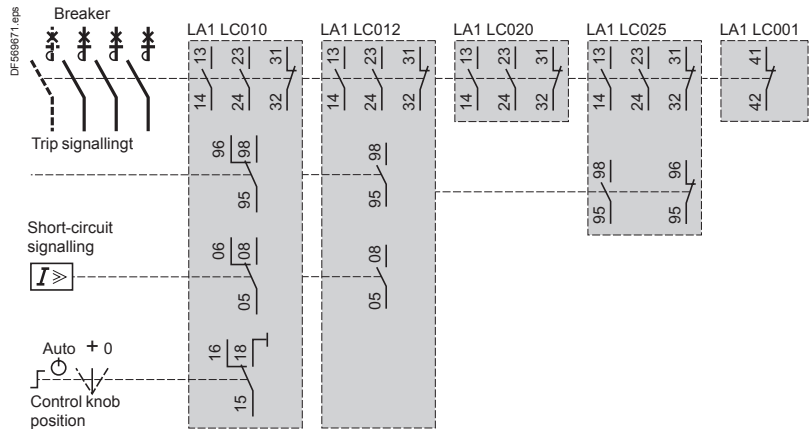 DF569671.eps
Breaker
LA1 LC010
LA1 LC012
LA1 LC020
LA1 LC025
LA1 LC001
13 23 31
13 23 31
13 23 31
13 23 31
41
14 24 32
14 24 32
14 24 32
14 24 32
42
Trip signallingt
96 98
98
98 96
95
95
95 95
Short-circuit
signalling
I >>
06 08
08
05
05
Auto + 0
16 18
15
Control knob
position